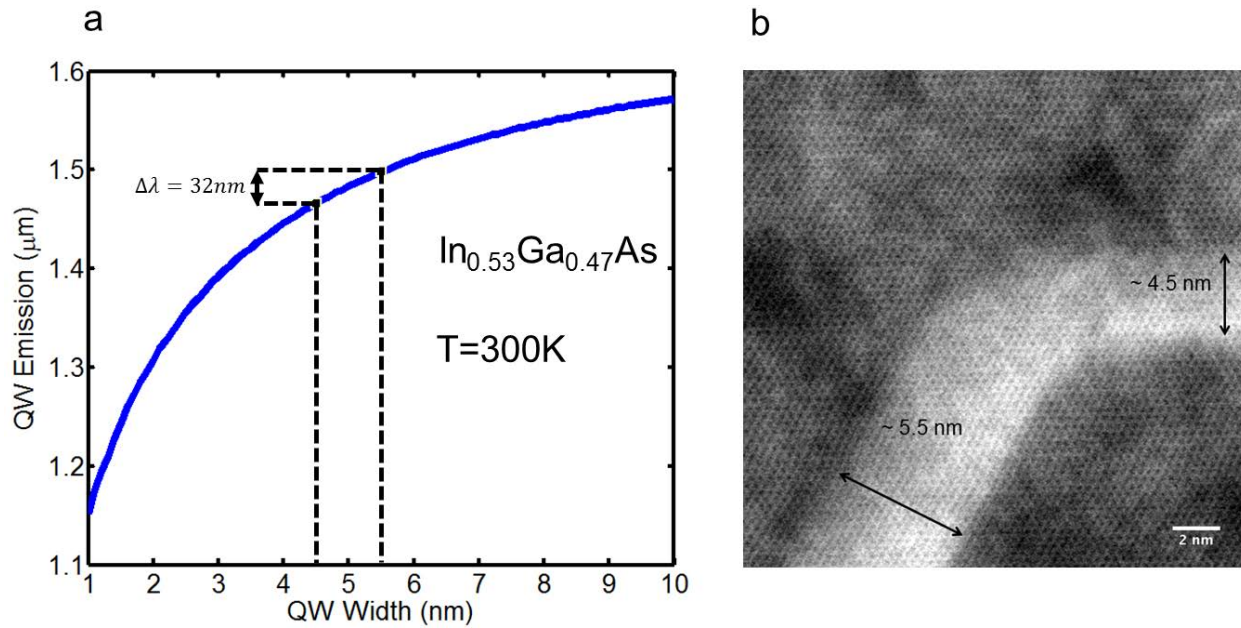 a
1.6
1.5
1.4
1.3
1.2
1.1
QW Emission (μm)
Δλ = 32nm
In0.53Ga0.47As
T=300K
1 2 3 4 5 6 7 8 9 10
QW Width (nm)
b
~ 4.5 nm
~ 5.5 nm
2 nm